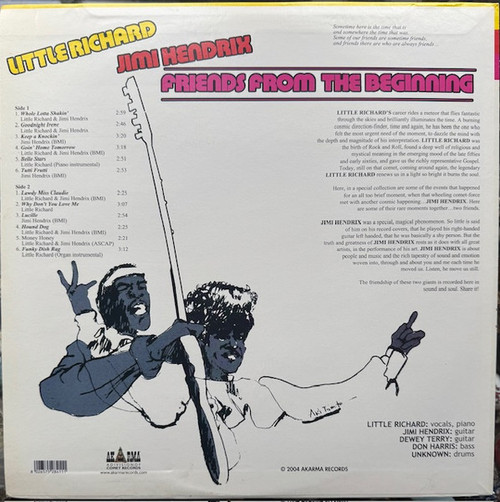 LITTLE RICHARD
JIMI HENDRIX
FRIENDS FROM THE BEGINNING
Sometime here is the time that is
and somewhere the time that was.
Some of our friends are sometime friends...
and friends there who are always friends...
Side 1
1. Whole Lotta Shakin' 2:59
Little Richard & Jimi Hendrix
2. Goodnight Irene 2:46
Little Richard & Jimi Hendrix
3. Keep a Knockin' 3:20
Jimi Hendrix (BMI)
4. Goin' Home Tomorrow 3:18
Little Richard & Jimi Hendrix (BMI)
5. Belle Stars 2:51
Little Richard (Piano instrumental)
6. Tutti Frutti 2:53
Jimi Hendrix (BMI)
Side 2
1. Lawdy Miss Claudie 2:25
Little Richard & Jimi Hendrix
2. Why Don't You Love Me 3:07
Little Richard
3. Lucille 2:54
Jimi Hendrix (BMI)
4. Hound Dog 2:25
Little Richard & Jimi Hendrix (BMI)
5. Money Honey 2:21
Little Richard & Jimi Hendrix (ASCAP)
6. Funky Dish Rag 3:12
Little Richard (Organ instrumental)
LITTLE RICHARD'S career rides a meteor that flies fantastic
through the skies and brilliantly illuminates the time. A burning
cosmic direction-finder, time and again, he has been the one who
felt the most argent need of the moment, to dazzle the mind with
the depth and magnitude of his interpretation. LITTLE RICHARD was
the birth of Rock and Roll, found a deep well of religious and
mystical meaning in the emerging mood of the late fifties
and early sixties, and gave us the richly representative Gospel.
Today, still on that comet, coming around again, the legendary
LITTLE RICHARD renews us in a light so bright it burns the soul.
Here, in a special collection are some of the events that happened
for an all too brief moment, when that wheeling comet-force
met with another cosmic happening... JIMI HENDRIX. Here
are some of their rare moments together... two friends.
JIMI HENDRIX was a special, magical phenomenon. So little is said
of him on his record covers, that he played his right-handed
guitar left handed, that he was basically a shy person. But the
truth and greatness of JIMI HENDRIX rests as it does with all great
artists, in the performance of his art. JIMI HENDRIX is about
people and music and the rich tapestry of sound and emotion
woven into, through and about you and me each time he
moved us. Listen, he move us still.
The friendship of these two giants is recorded here in
sound and soul. Share it!
LITTLE RICHARD: vocals, piano
JIMI HENDRIX: guitar
DEWEY TERRY: guitar
DON HARRIS: bass
UNKNOWN: drums
AKARMA
COMET RECORDS
www.akarmarecords.com
© 2004 AKARMA RECORDS